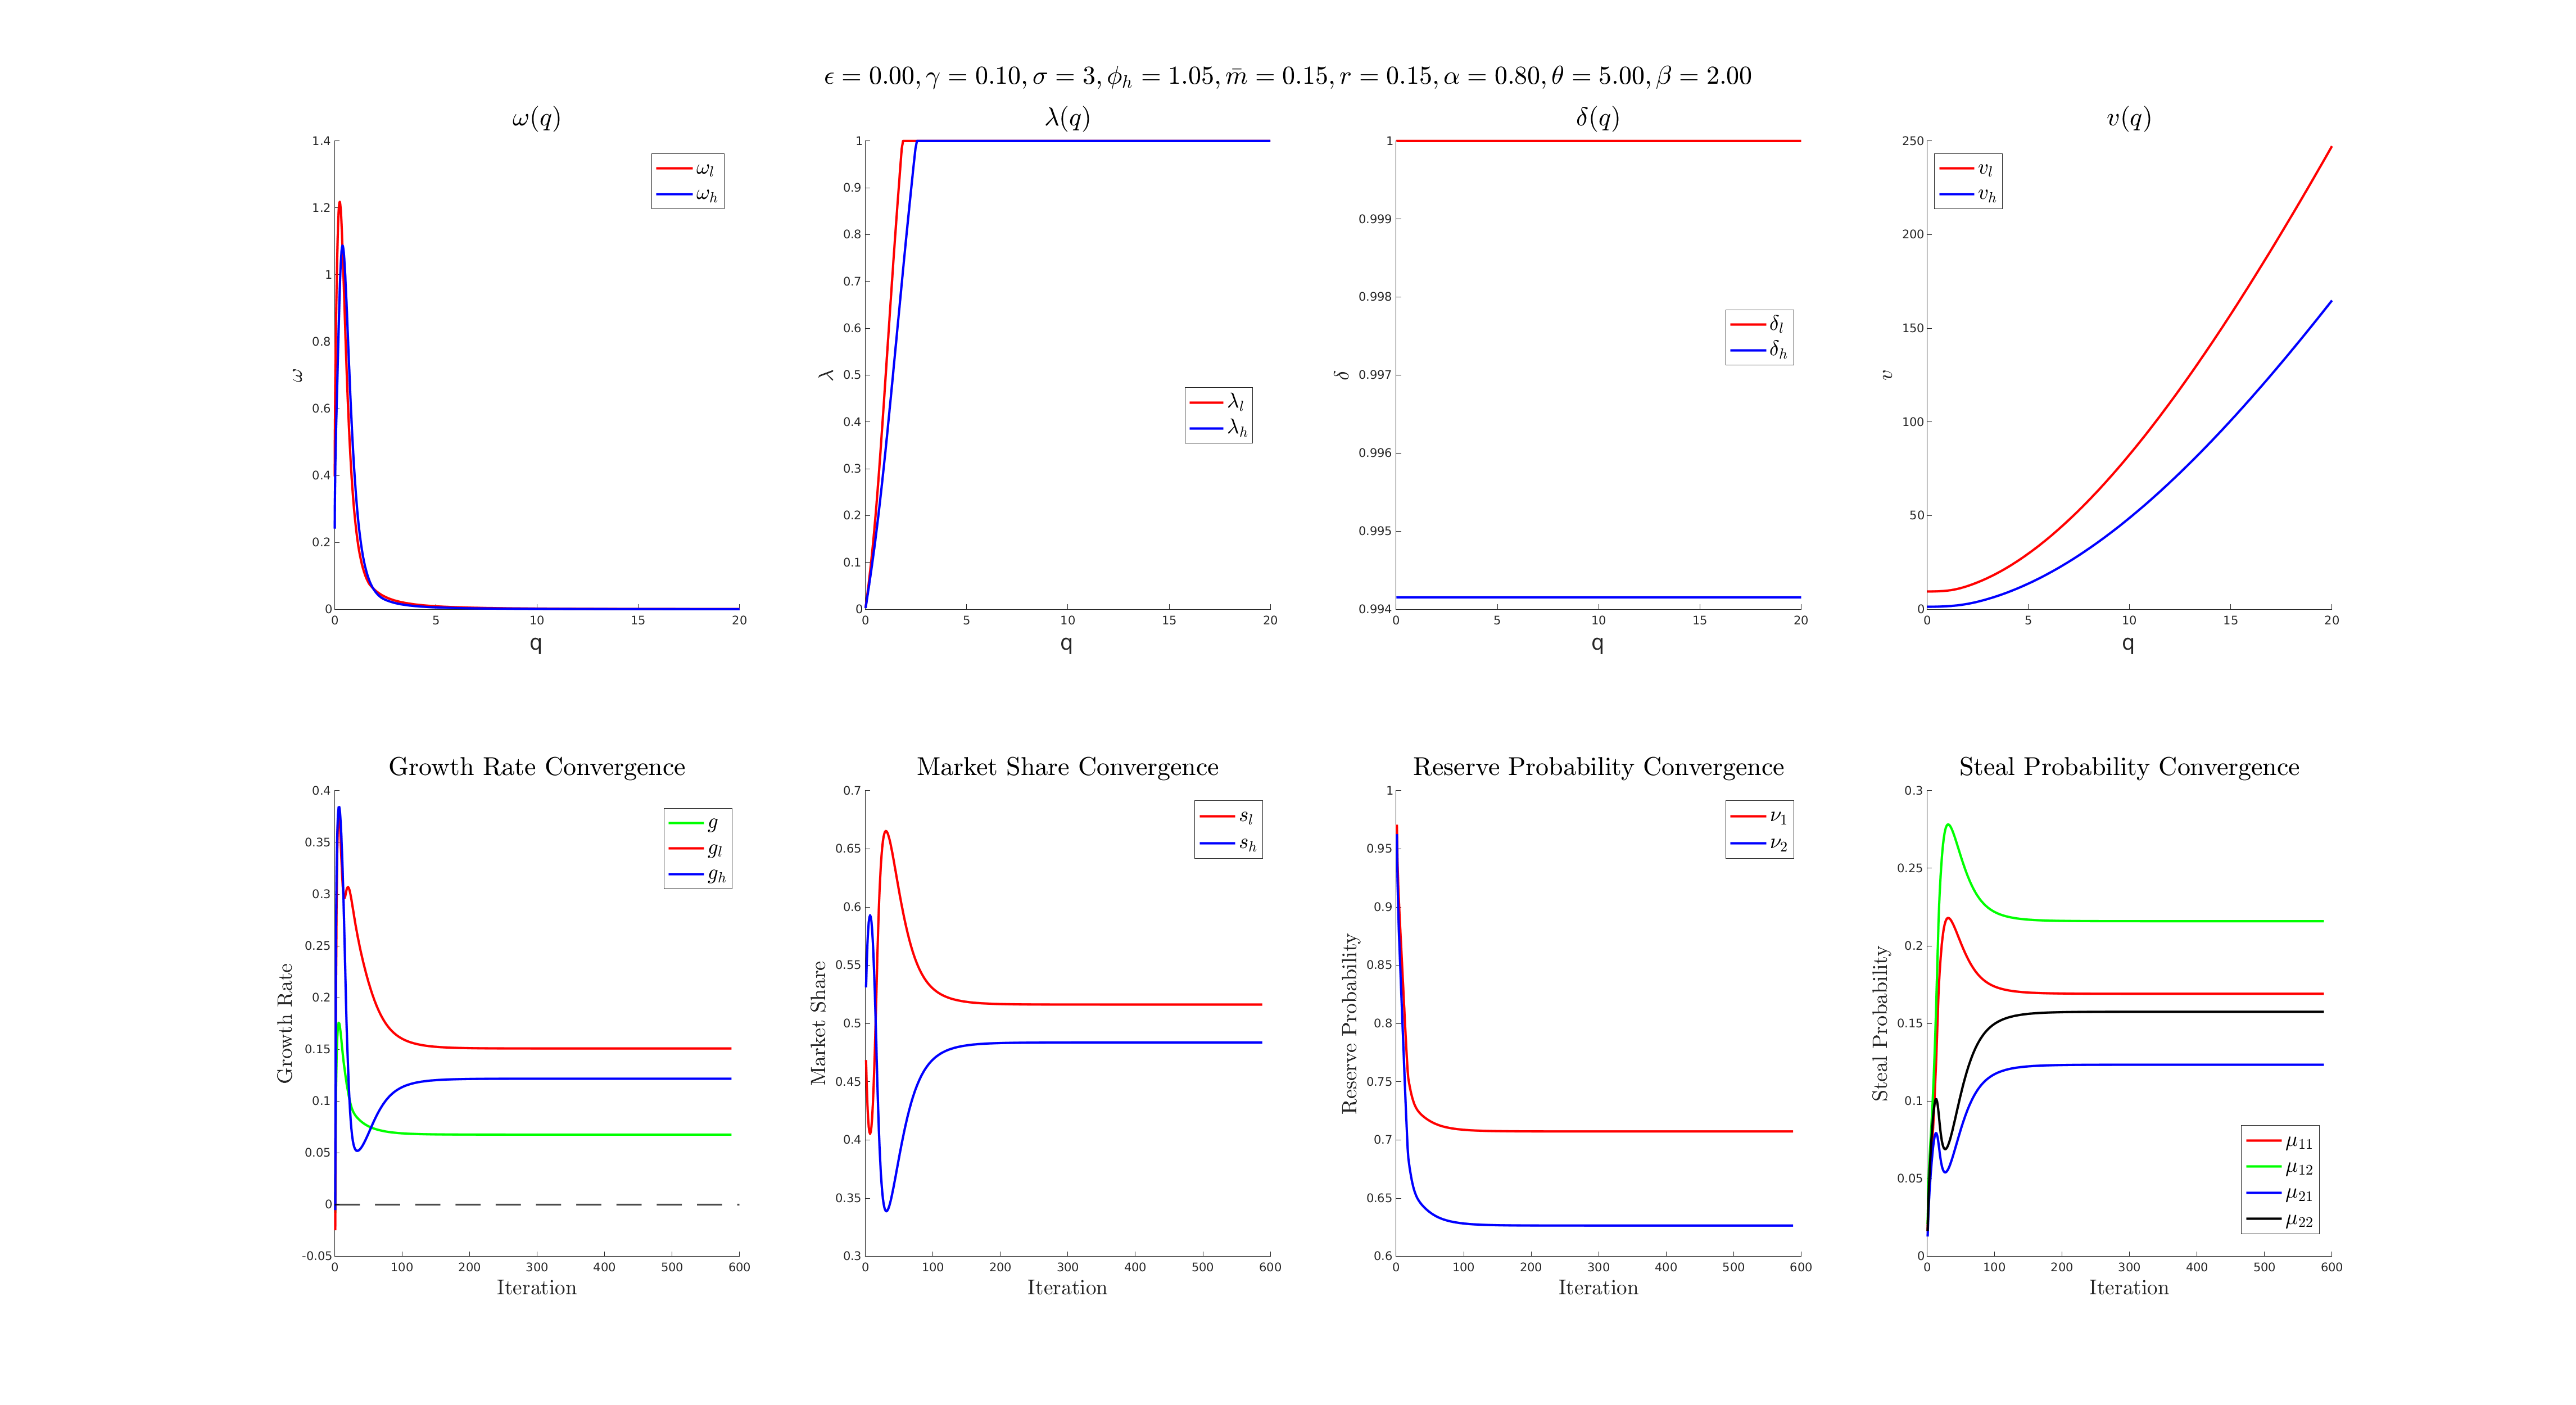 ϵ = 0.00, γ = 0.10, σ = 3, ϕ_h = 1.05, m̄ = 0.15, r = 0.15, α = 0.80, θ = 5.00, β = 2.00
ω(q)
1.4
1.2
1
0.8
0.6
0.4
0.2
0
0 5 10 15 20
ω
q
ω_l
ω_h
λ(q)
1
0.9
0.8
0.7
0.6
0.5
0.4
0.3
0.2
0.1
0
0 5 10 15 20
λ
q
λ_l
λ_h
δ(q)
1
0.999
0.998
0.997
0.996
0.995
0.994
0 5 10 15 20
δ
q
δ_l
δ_h
v(q)
250
200
150
100
50
0
0 5 10 15 20
v
q
v_l
v_h
Growth Rate Convergence
0.4
0.35
0.3
0.25
0.2
0.15
0.1
0.05
0
-0.05
0 100 200 300 400 500 600
Growth Rate
Iteration
g
g_l
g_h
Market Share Convergence
0.7
0.65
0.6
0.55
0.5
0.45
0.4
0.35
0.3
0 100 200 300 400 500 600
Market Share
Iteration
s_l
s_h
Reserve Probability Convergence
1
0.95
0.9
0.85
0.8
0.75
0.7
0.65
0.6
0 100 200 300 400 500 600
Reserve Probability
Iteration
ν_1
ν_2
Steal Probability Convergence
0.3
0.25
0.2
0.15
0.1
0.05
0
0 100 200 300 400 500 600
Steal Probability
Iteration
μ_11
μ_12
μ_21
μ_22